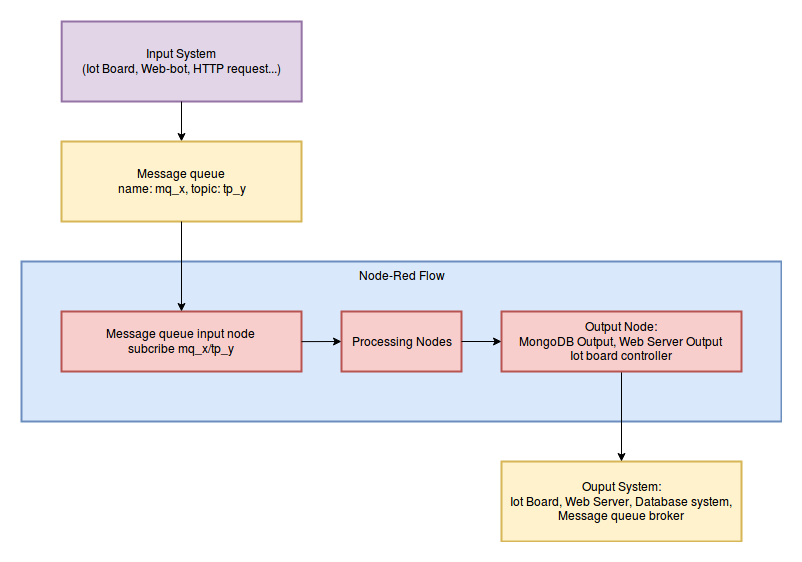 Input System
(Iot Board, Web-bot, HTTP request...)
Message queue
name: mq_x, topic: tp_y
Node-Red Flow
Message queue input node
subcribe mq_x/tp_y
Processing Nodes
Output Node:
MongoDB Output, Web Server Output
Iot board controller
Ouput System:
Iot Board, Web Server, Database system,
Message queue broker